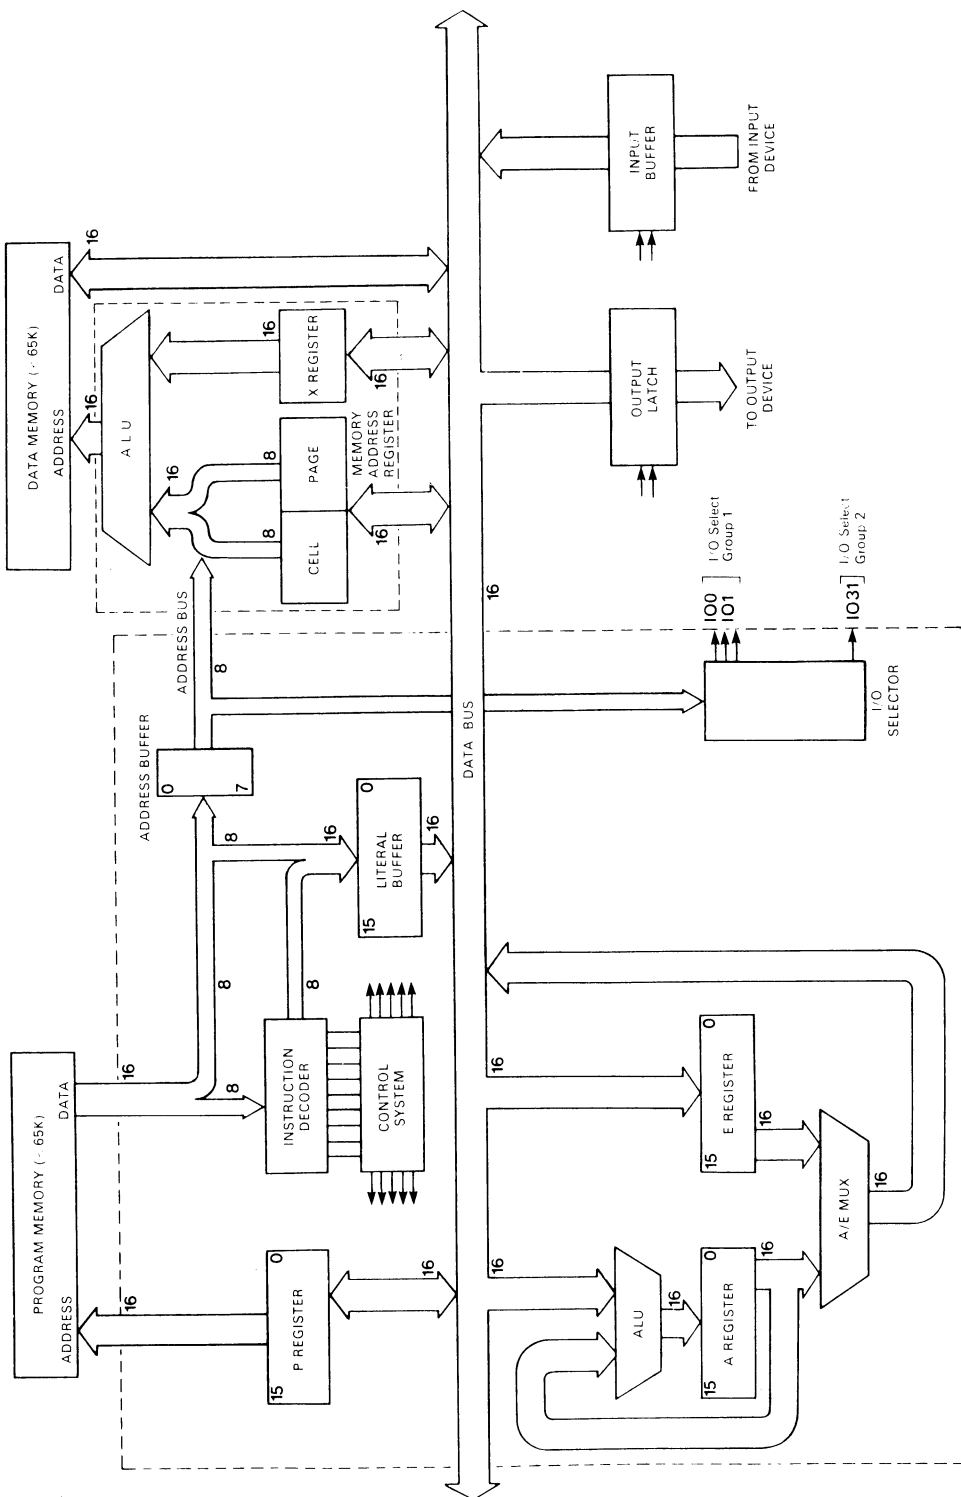 PROGRAM MEMORY (< 65K)
ADDRESS
DATA
DATA MEMORY (< 65K)
ADDRESS
DATA
16
16
16
16
ALU
16
16
8
8
8
8
16
ADDRESS BUFFER
0
7
ADDRESS BUS
8
CELL
PAGE
X REGISTER
MEMORY
ADDRESS
REGISTER
16
16
P REGISTER
15
0
16
INSTRUCTION
DECODER
8
CONTROL
SYSTEM
LITERAL
BUFFER
15
0
16
DATA BUS
16
16
16
ALU
16
A REGISTER
15
0
16
E REGISTER
15
0
16
A/E MUX
16
I/O
SELECTOR
IO0
IO1
I/O Select
Group 1
IO31
I/O Select
Group 2
OUTPUT
LATCH
TO OUTPUT
DEVICE
INPUT
BUFFER
FROM INPUT
DEVICE